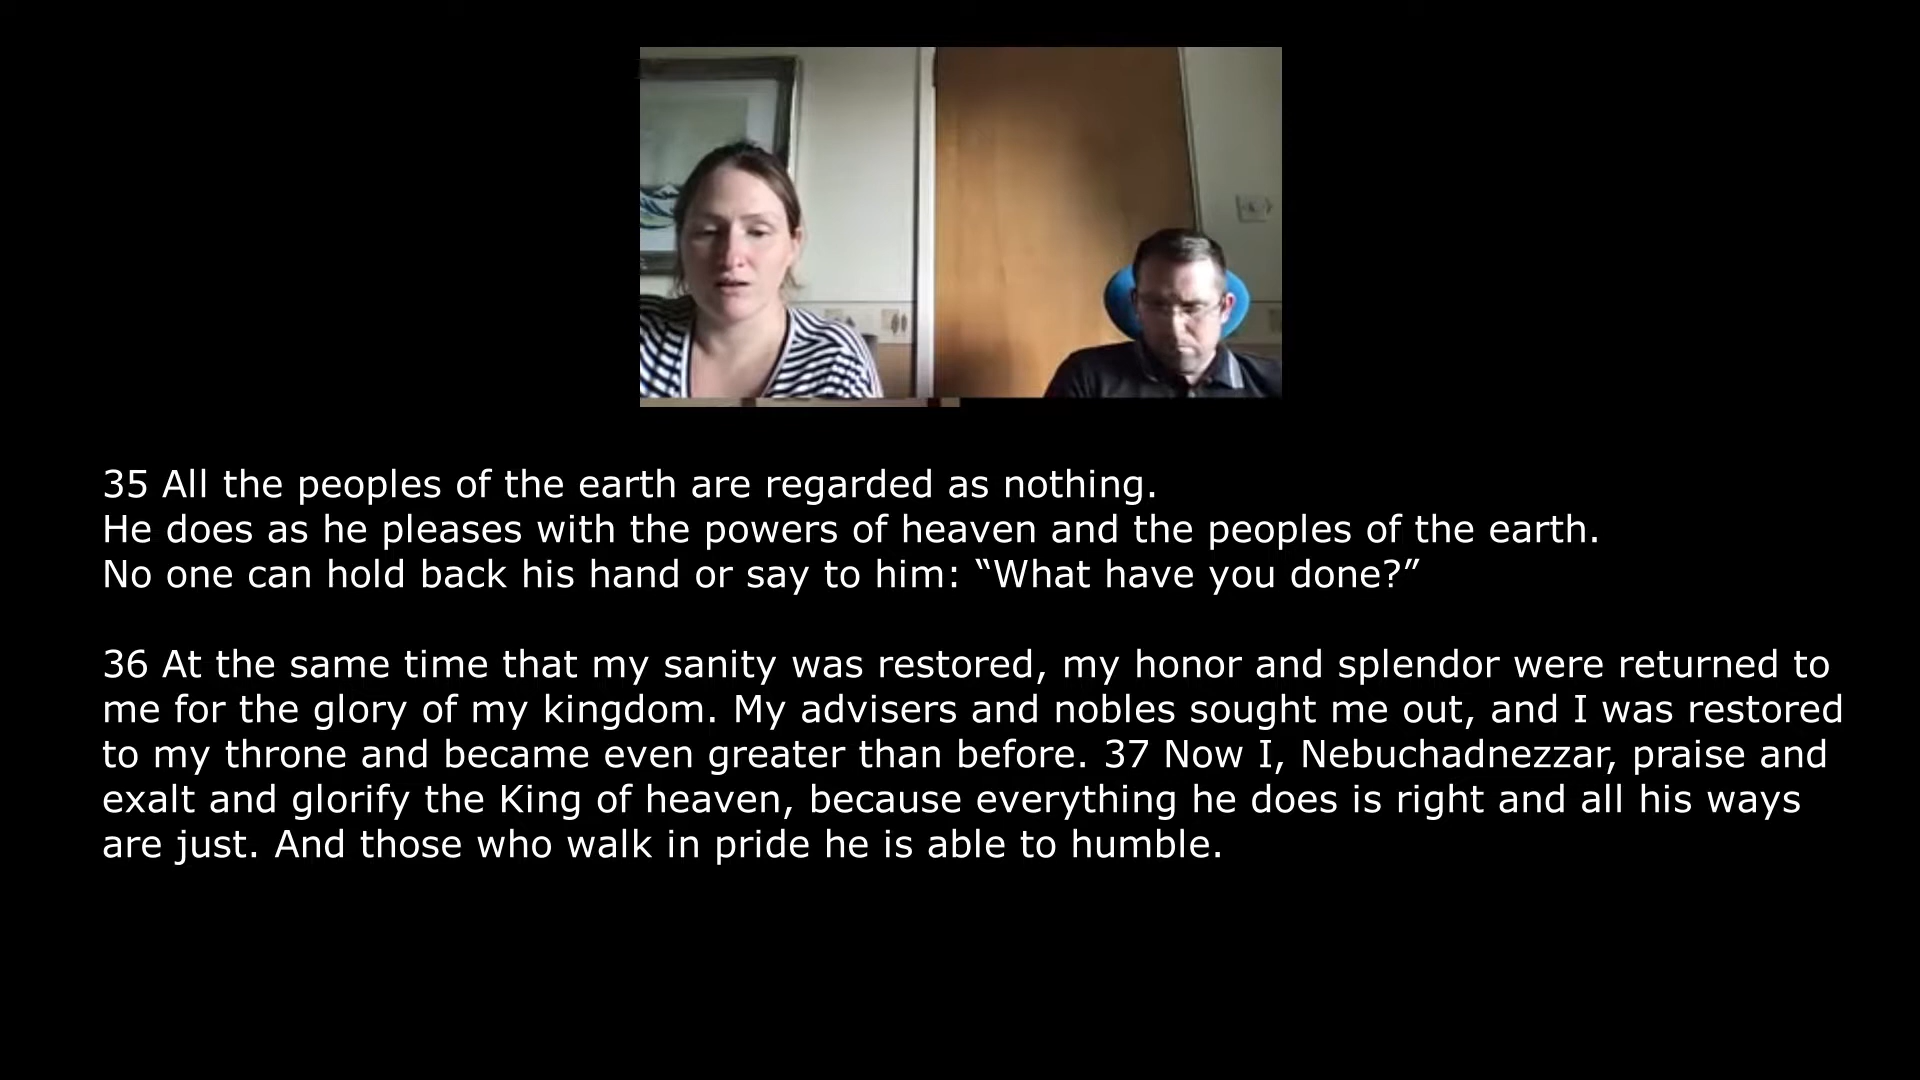 35 All the peoples of the earth are regarded as nothing.
He does as he pleases with the powers of heaven and the peoples of the earth.
No one can hold back his hand or say to him: “What have you done?”
36 At the same time that my sanity was restored, my honor and splendor were returned to
me for the glory of my kingdom. My advisers and nobles sought me out, and I was restored
to my throne and became even greater than before. 37 Now I, Nebuchadnezzar, praise and
exalt and glorify the King of heaven, because everything he does is right and all his ways
are just. And those who walk in pride he is able to humble.